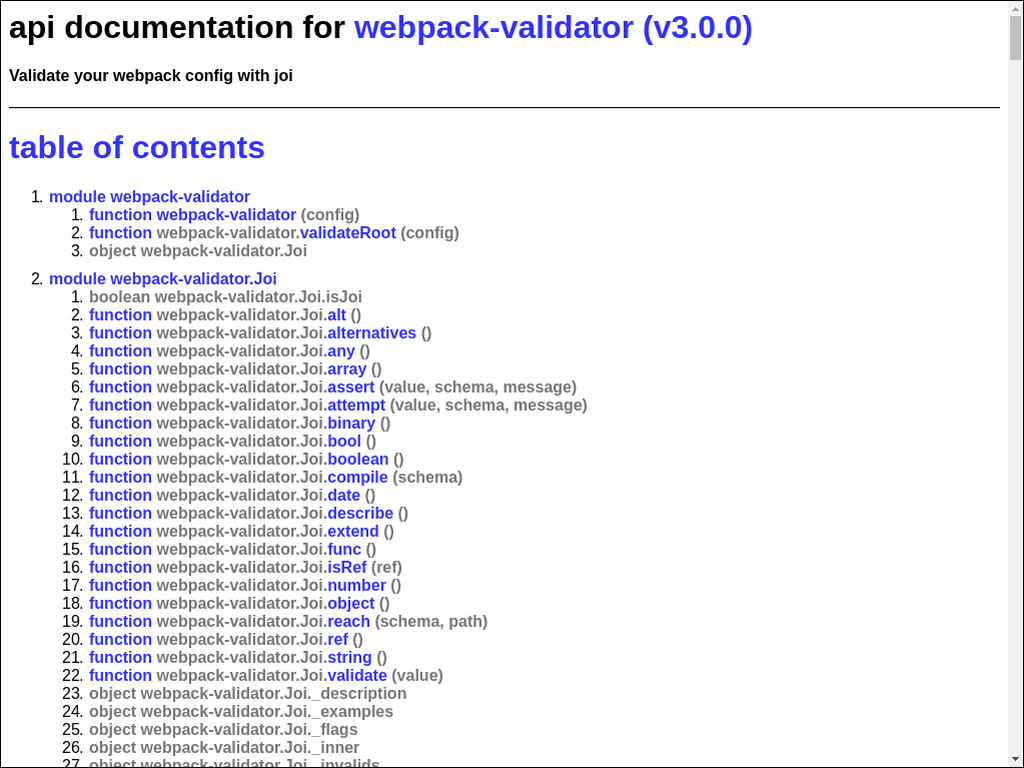 api documentation for webpack-validator (v3.0.0)
Validate your webpack config with joi
table of contents
1. module webpack-validator
1. function webpack-validator (config)
2. function webpack-validator.validateRoot (config)
3. object webpack-validator.Joi
2. module webpack-validator.Joi
1. boolean webpack-validator.Joi.isJoi
2. function webpack-validator.Joi.alt ()
3. function webpack-validator.Joi.alternatives ()
4. function webpack-validator.Joi.any ()
5. function webpack-validator.Joi.array ()
6. function webpack-validator.Joi.assert (value, schema, message)
7. function webpack-validator.Joi.attempt (value, schema, message)
8. function webpack-validator.Joi.binary ()
9. function webpack-validator.Joi.bool ()
10. function webpack-validator.Joi.boolean ()
11. function webpack-validator.Joi.compile (schema)
12. function webpack-validator.Joi.date ()
13. function webpack-validator.Joi.describe ()
14. function webpack-validator.Joi.extend ()
15. function webpack-validator.Joi.func ()
16. function webpack-validator.Joi.isRef (ref)
17. function webpack-validator.Joi.number ()
18. function webpack-validator.Joi.object ()
19. function webpack-validator.Joi.reach (schema, path)
20. function webpack-validator.Joi.ref ()
21. function webpack-validator.Joi.string ()
22. function webpack-validator.Joi.validate (value)
23. object webpack-validator.Joi._description
24. object webpack-validator.Joi._examples
25. object webpack-validator.Joi._flags
26. object webpack-validator.Joi._inner
27. object webpack-validator.Joi._invalids